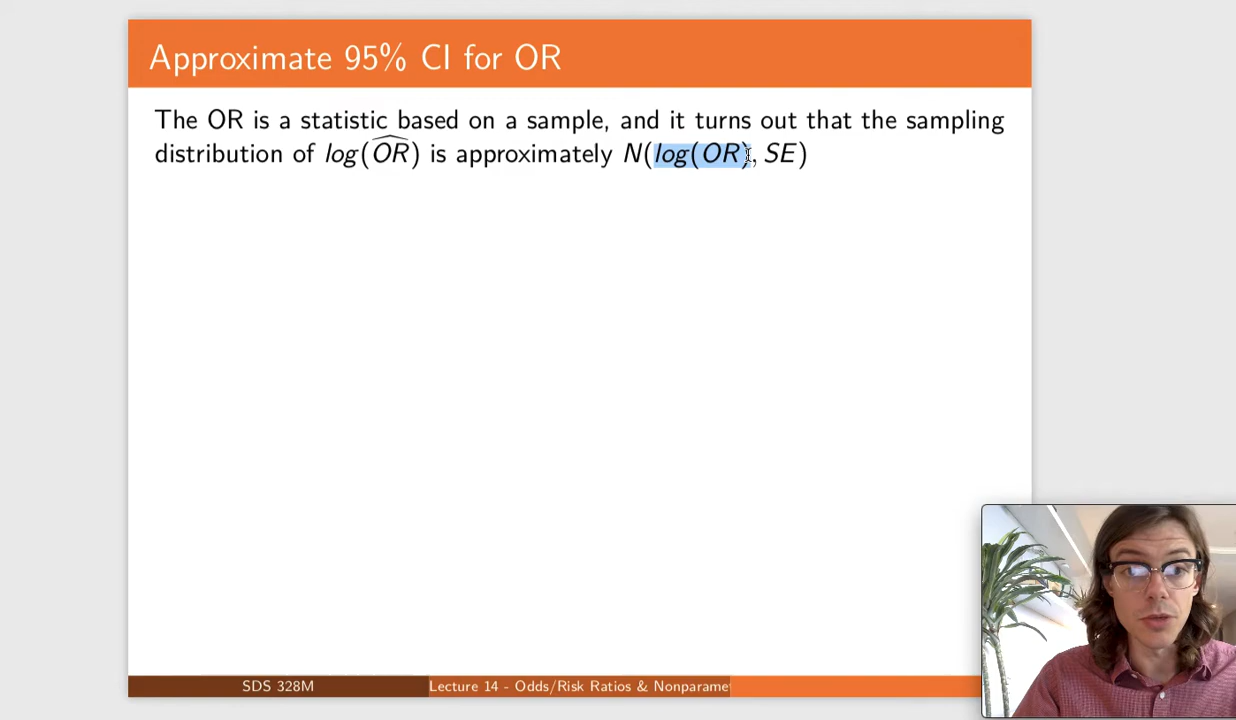 Approximate 95% CI for OR
The OR is a statistic based on a sample, and it turns out that the sampling
distribution of log(\widehat{OR}) is approximately N(log(OR), SE)
SDS 328M
Lecture 14 - Odds/Risk Ratios & Nonparame